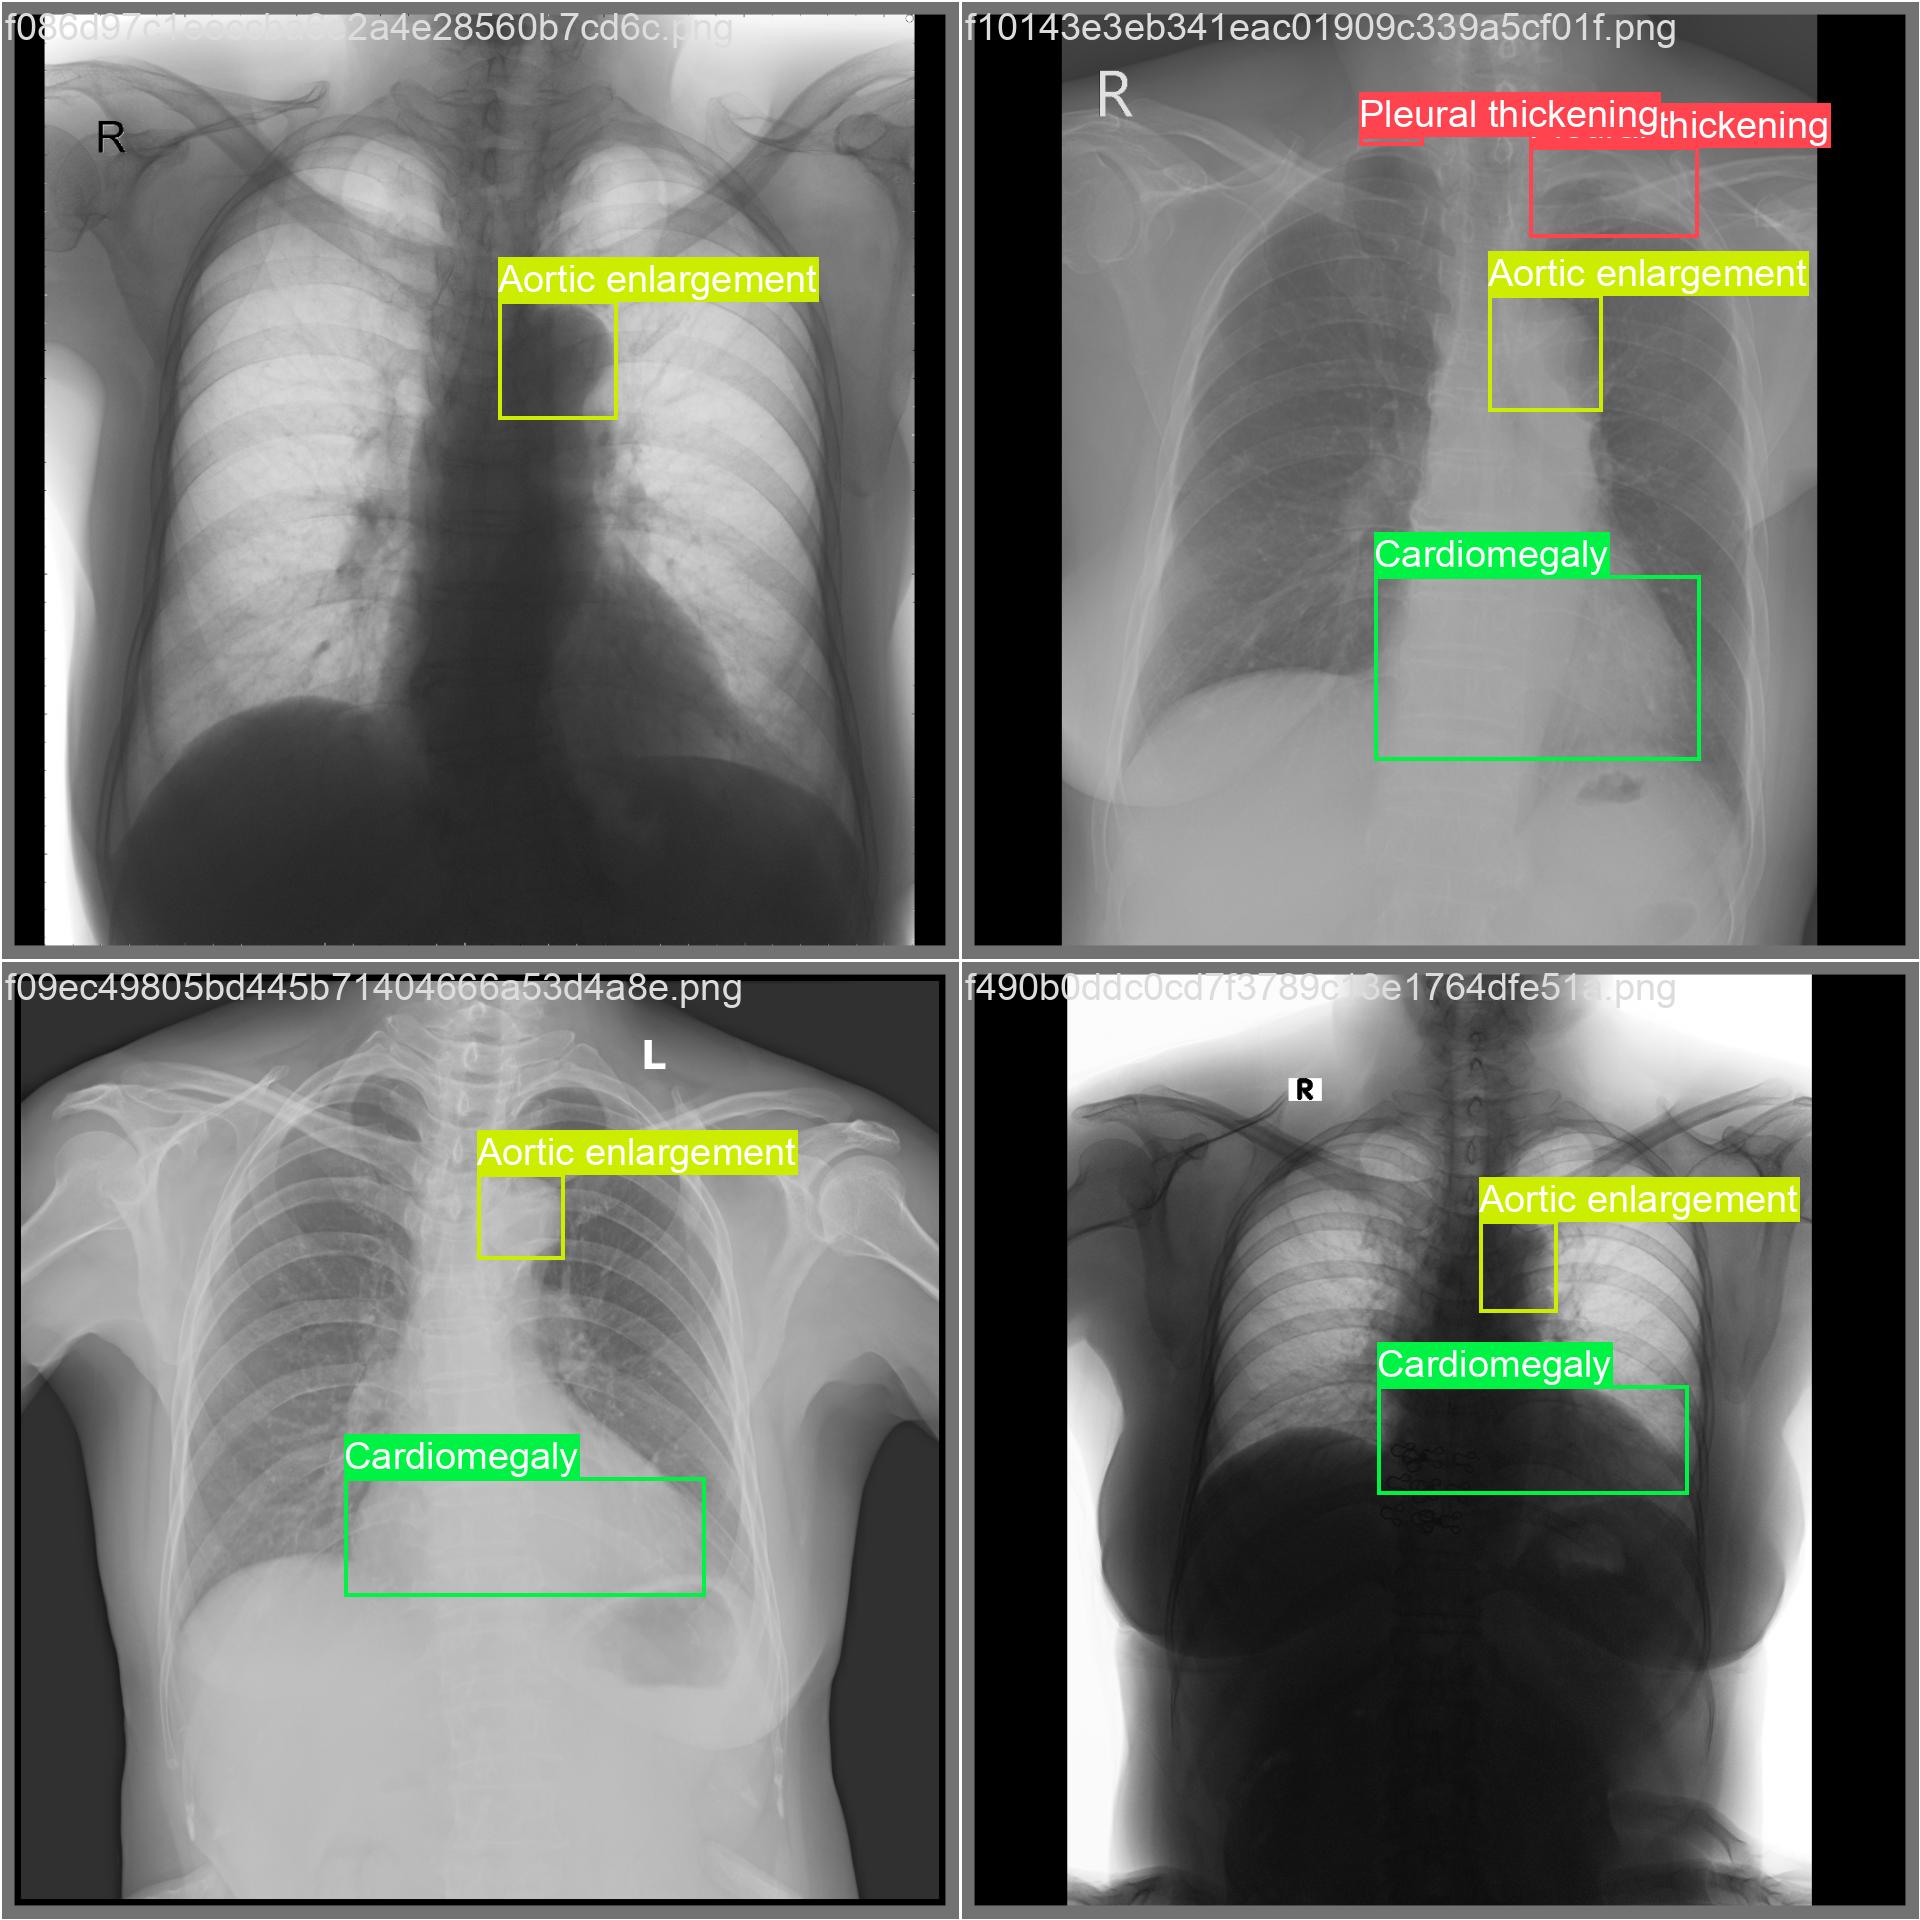 R
Aortic enlargement
f10143e3eb341eac01909c339a5cf01f.png
R
Pleural thickening
thickening
Aortic enlargement
Cardiomegaly
f09ec49805bd445b71404666a53d4a8e.png
L
Aortic enlargement
Cardiomegaly
R
Aortic enlargement
Cardiomegaly